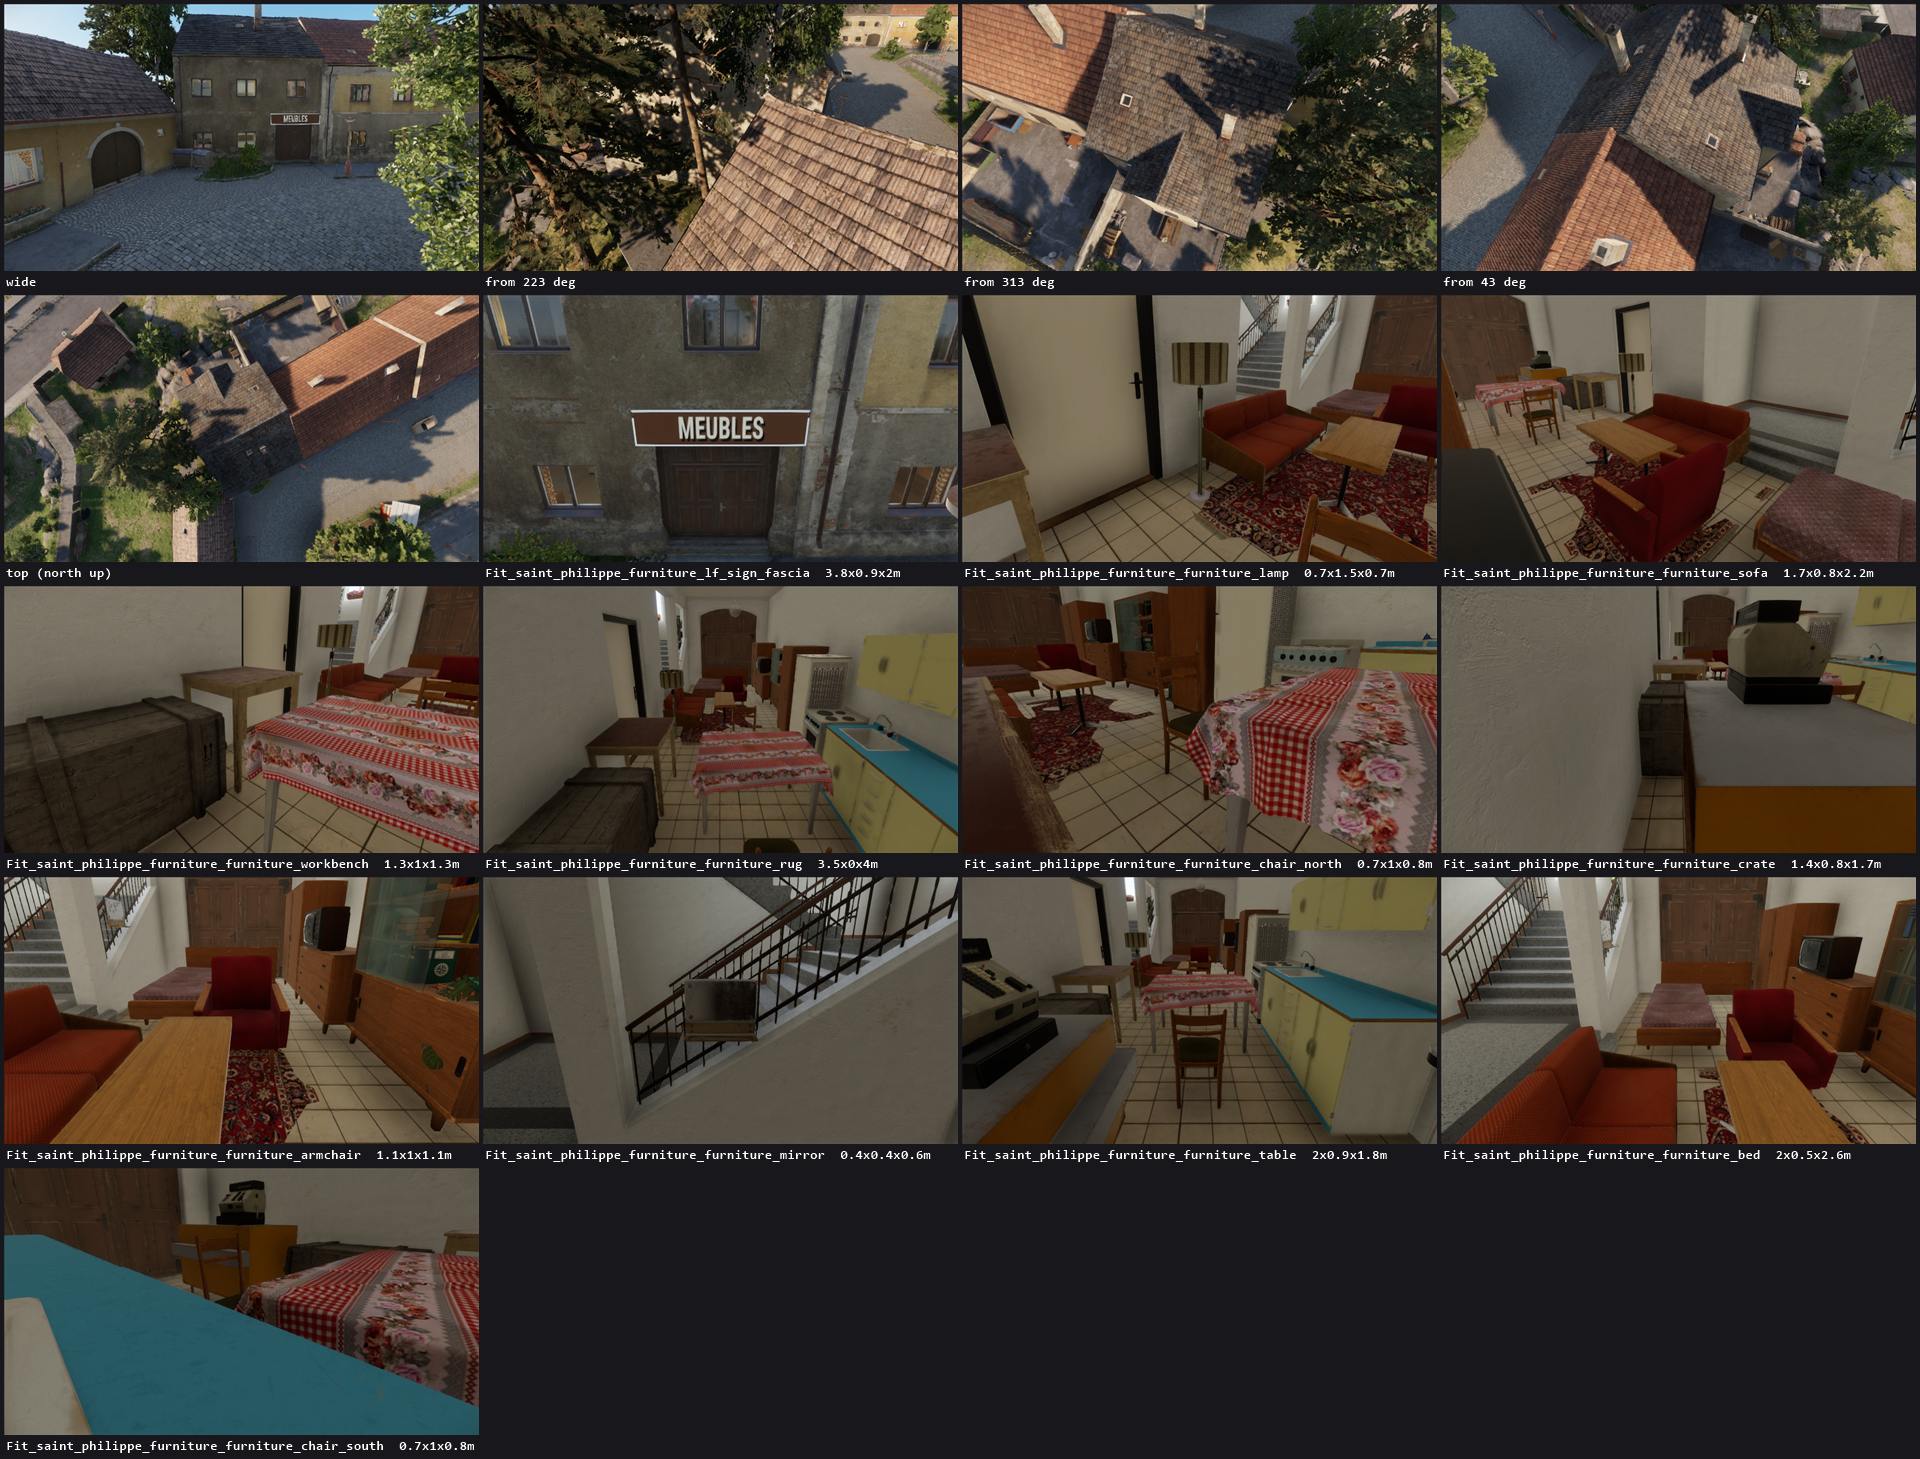 MEUBLES
wide
from 223 deg
from 313 deg
from 43 deg
MEUBLES
top (north up)
Fit_saint_philippe_furniture_lf_sign_fascia 3.8x0.9x2m
Fit_saint_philippe_furniture_furniture_lamp 0.7x1.5x0.7m
Fit_saint_philippe_furniture_furniture_sofa 1.7x0.8x2.2m
Fit_saint_philippe_furniture_furniture_workbench 1.3x1x1.3m
Fit_saint_philippe_furniture_furniture_rug 3.5x0x4m
Fit_saint_philippe_furniture_furniture_chair_north 0.7x1x0.8m
Fit_saint_philippe_furniture_furniture_crate 1.4x0.8x1.7m
Fit_saint_philippe_furniture_furniture_armchair 1.1x1x1.1m
Fit_saint_philippe_furniture_furniture_mirror 0.4x0.4x0.6m
Fit_saint_philippe_furniture_furniture_table 2x0.9x1.8m
Fit_saint_philippe_furniture_furniture_bed 2x0.5x2.6m
Fit_saint_philippe_furniture_furniture_chair_south 0.7x1x0.8m